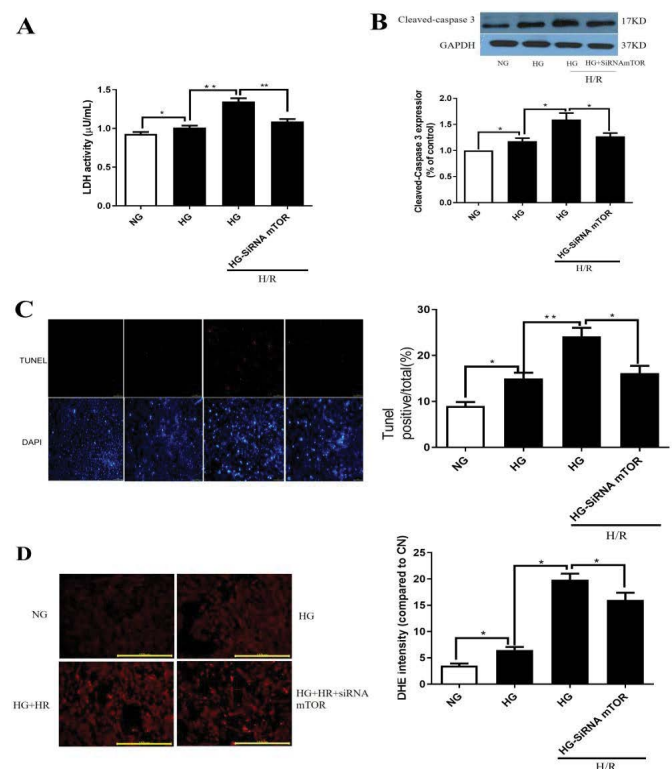 A
LDH activity (μU/mL)
1.5
1.0
0.5
0.0
*
* *
**
NG
HG
HG
HG-SiRNA mTOR
H/R
B
Cleaved-caspase 3
17KD
GAPDH
37KD
NG HG HG HG+SiRNAmTOR
H/R
Cleaved-Caspase 3 expression
(% of control)
2.0
1.5
1.0
0.5
0.0
*
*
*
NG
HG
HG
HG-SiRNA mTOR
H/R
C
TUNEL
DAPI
Tunel
positive/total(%)
30
20
10
0
*
* *
*
NG
HG
HG
HG-SiRNA mTOR
H/R
D
NG
HG
HG+HR
HG+HR+siRNA
mTOR
DHE intensity (compared to CN)
25
20
15
10
5
0
*
*
*
NG
HG
HG
HG-SiRNA mTOR
H/R